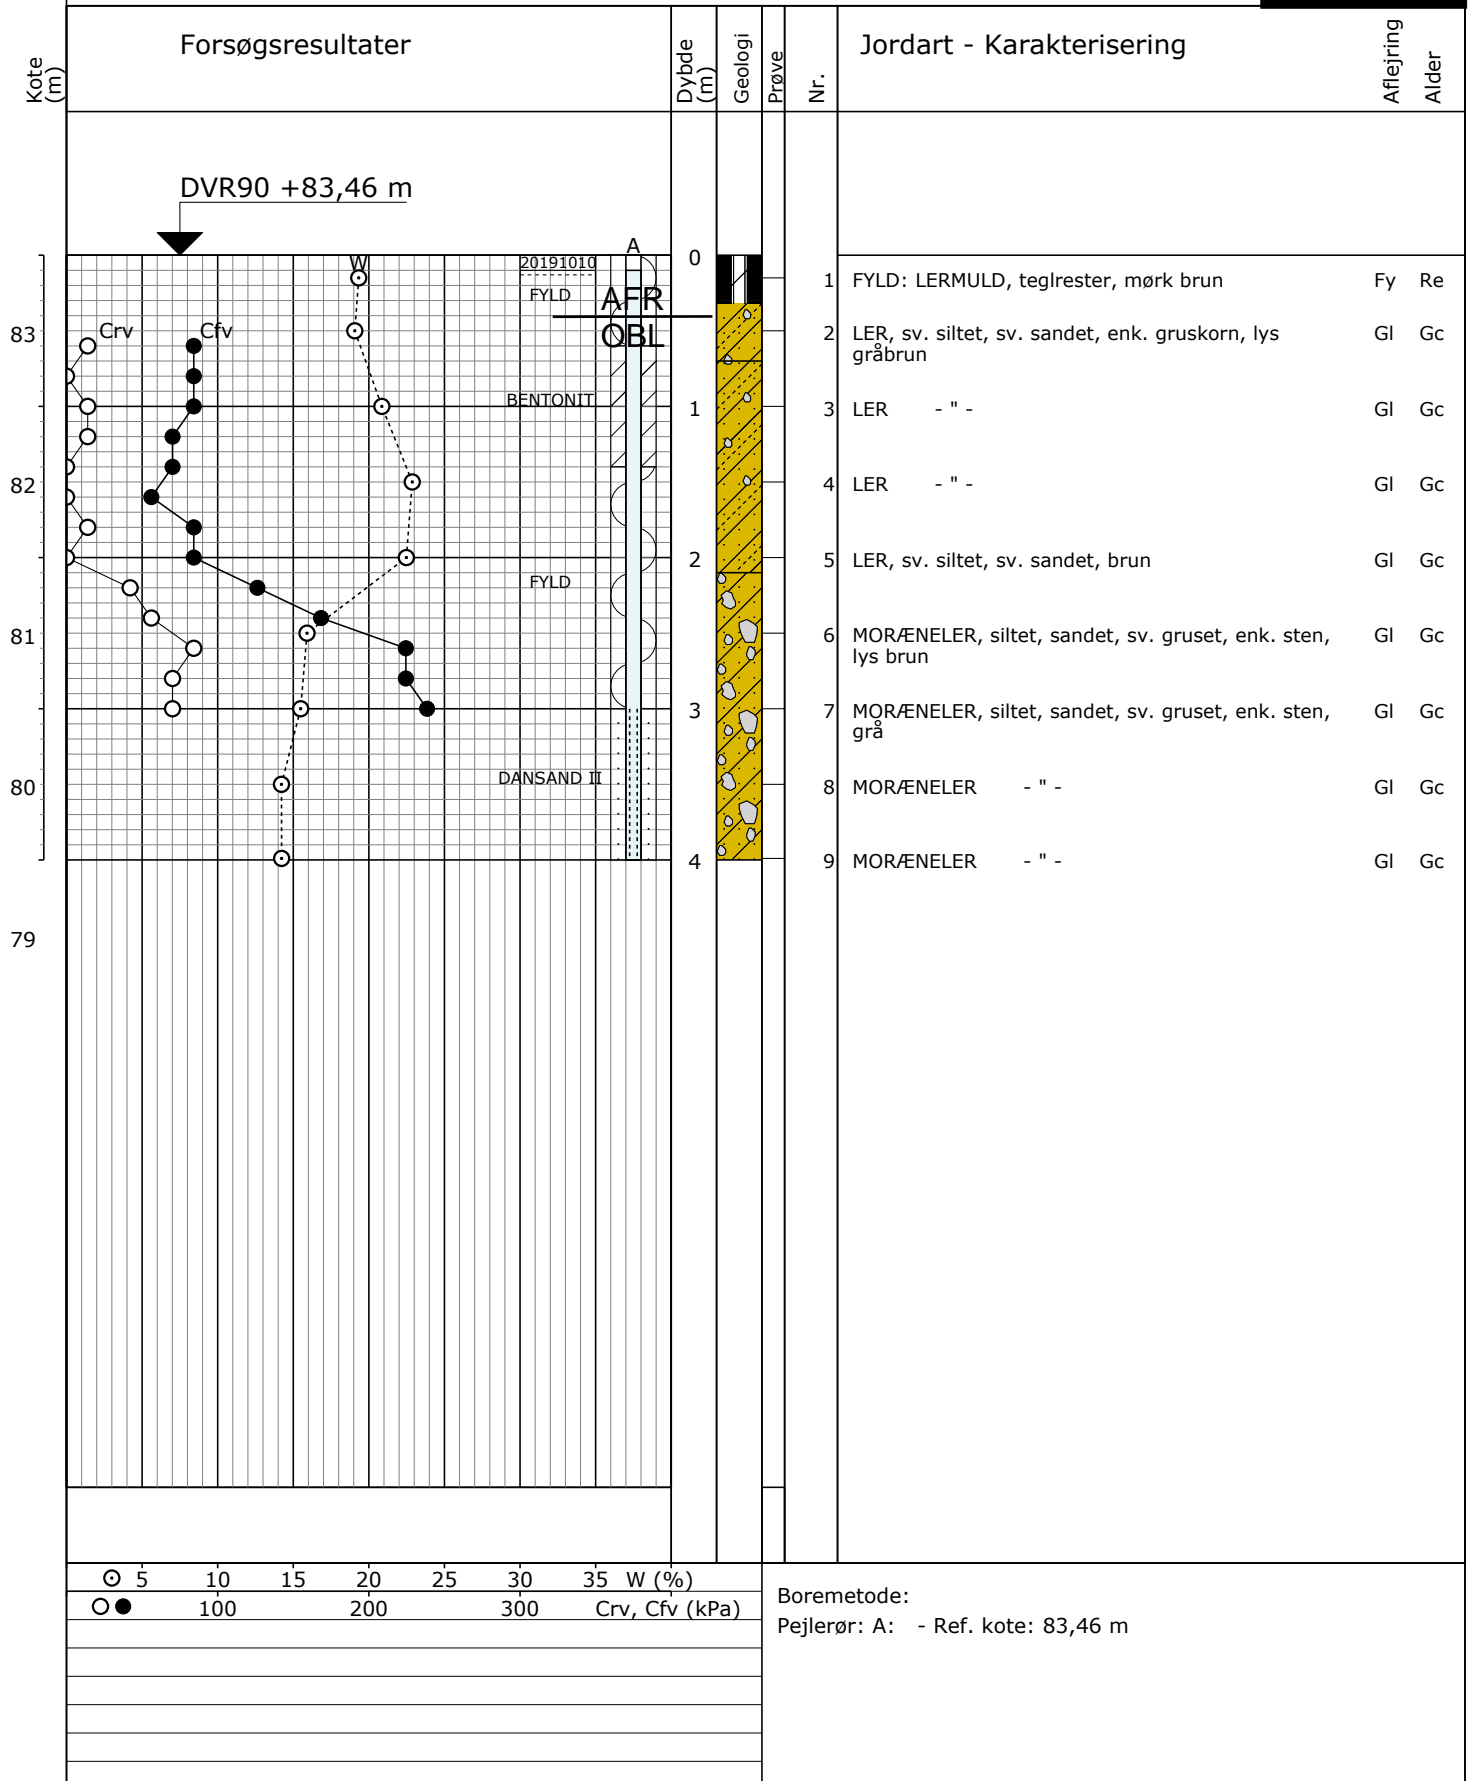 Kote
(m)
Forsøgsresultater
Dybde
(m)
Geologi
Prøve
Nr.
Jordart - Karakterisering
Aflejring
Alder
DVR90 +83,46 m
A
W
20191010
0
FYLD
AFR
OBL
1 FYLD: LERMULD, teglrester, mørk brun Fy Re
83
Crv
Cfv
2 LER, sv. siltet, sv. sandet, enk. gruskorn, lys
gråbrun
Gl Gc
BENTONIT
1
3 LER - " - Gl Gc
82
4 LER - " - Gl Gc
2
5 LER, sv. siltet, sv. sandet, brun Gl Gc
FYLD
81
6 MORÆNELER, siltet, sandet, sv. gruset, enk. sten,
lys brun
Gl Gc
3
7 MORÆNELER, siltet, sandet, sv. gruset, enk. sten,
grå
Gl Gc
80
DANSAND II
8 MORÆNELER - " - Gl Gc
4
9 MORÆNELER - " - Gl Gc
79
5 10 15 20 25 30 35 W (%)
100 200 300 Crv, Cfv (kPa)
Boremetode:
Pejlerør: A: - Ref. kote: 83,46 m